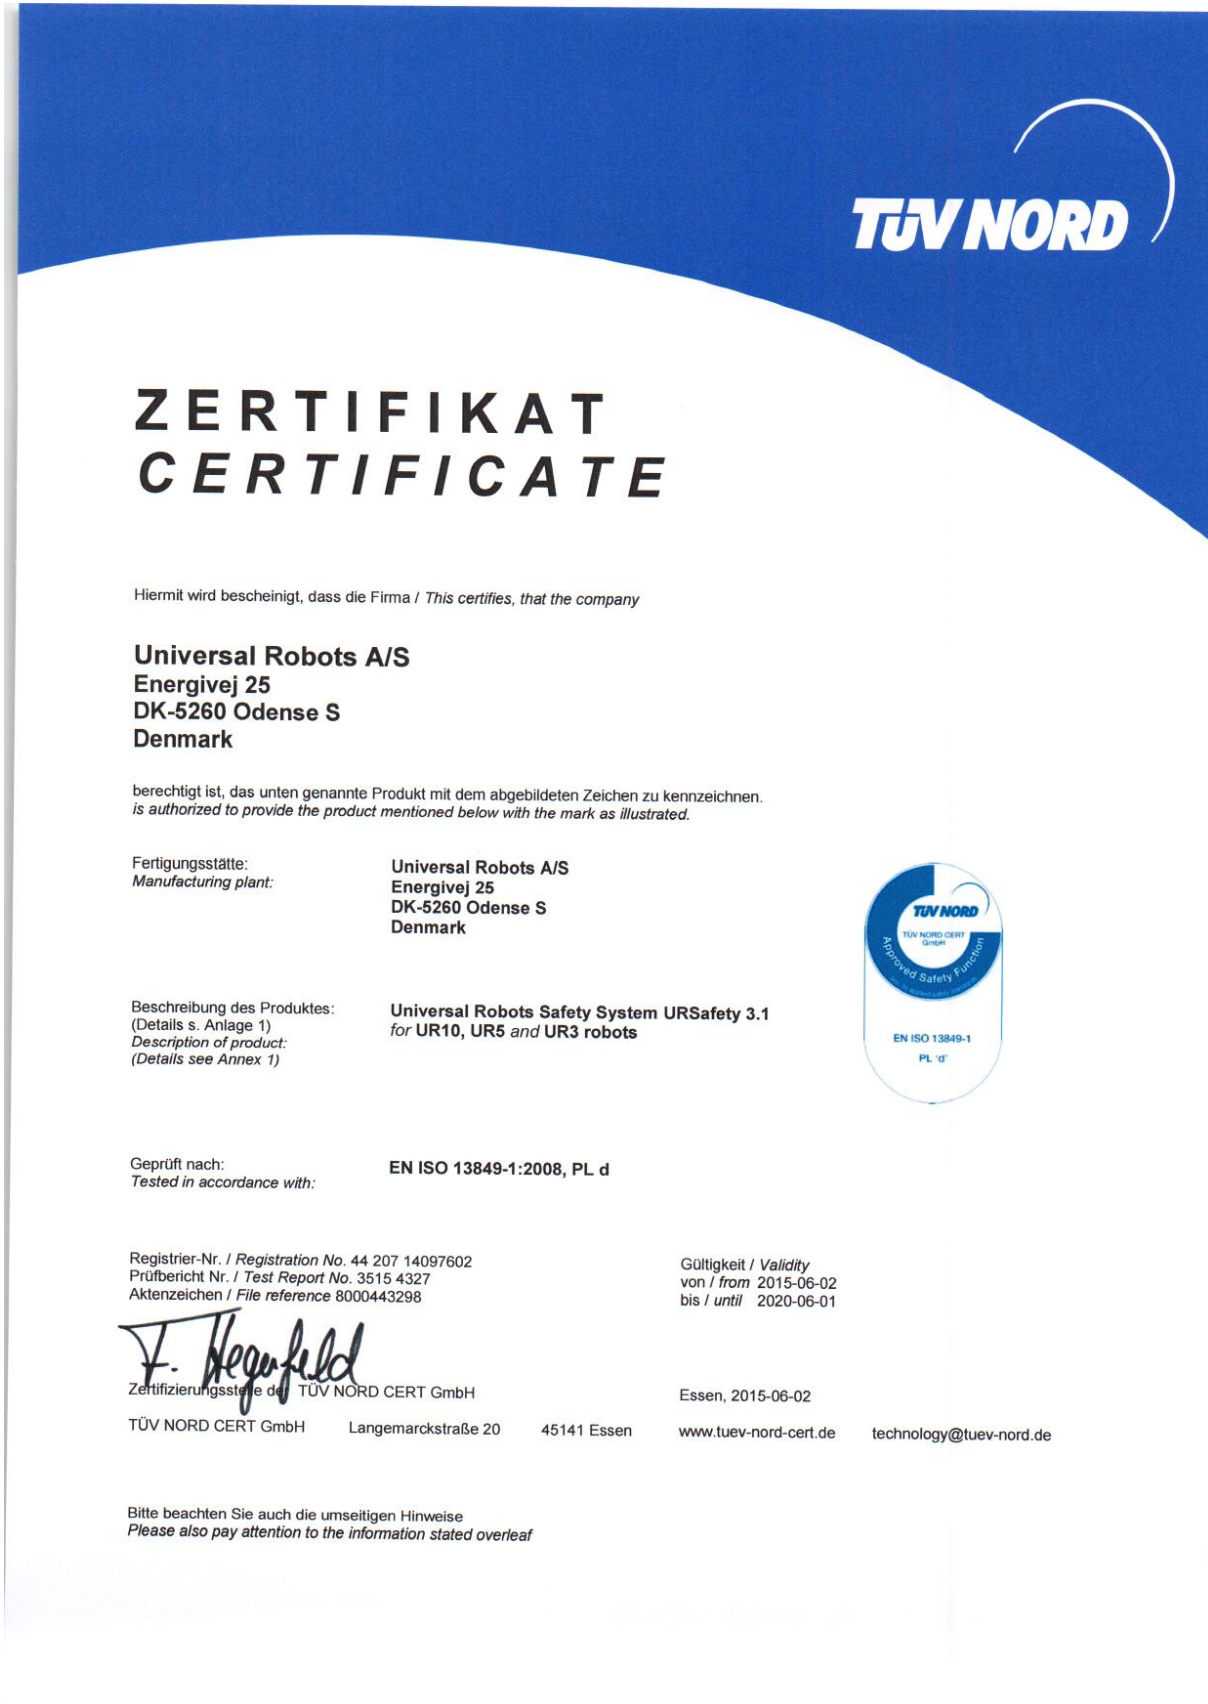 TÜV NORD
ZERTIFIKAT
CERTIFICATE
Hiermit wird bescheinigt, dass die Firma / This certifies, that the company
Universal Robots A/S
Energivej 25
DK-5260 Odense S
Denmark
berechtigt ist, das unten genannte Produkt mit dem abgebildeten Zeichen zu kennzeichnen.
is authorized to provide the product mentioned below with the mark as illustrated.
Fertigungsstätte:
Manufacturing plant:
Universal Robots A/S
Energivej 25
DK-5260 Odense S
Denmark
TÜV NORD
TÜV NORD CERT
GmbH
Approved Safety Function
EN ISO 13849-1
PL 'd'
Beschreibung des Produktes:
(Details s. Anlage 1)
Description of product:
(Details see Annex 1)
Universal Robots Safety System URSafety 3.1
for UR10, UR5 and UR3 robots
Geprüft nach:
Tested in accordance with:
EN ISO 13849-1:2008, PL d
Registrier-Nr. / Registration No. 44 207 14097602
Prüfbericht Nr. / Test Report No. 3515 4327
Aktenzeichen / File reference 8000443298
Gültigkeit / Validity
von / from 2015-06-02
bis / until 2020-06-01
F. Hegerfeld
Zertifizierungsstelle der TÜV NORD CERT GmbH
Essen, 2015-06-02
TÜV NORD CERT GmbH Langemarckstraße 20 45141 Essen www.tuev-nord-cert.de technology@tuev-nord.de
Bitte beachten Sie auch die umseitigen Hinweise
Please also pay attention to the information stated overleaf